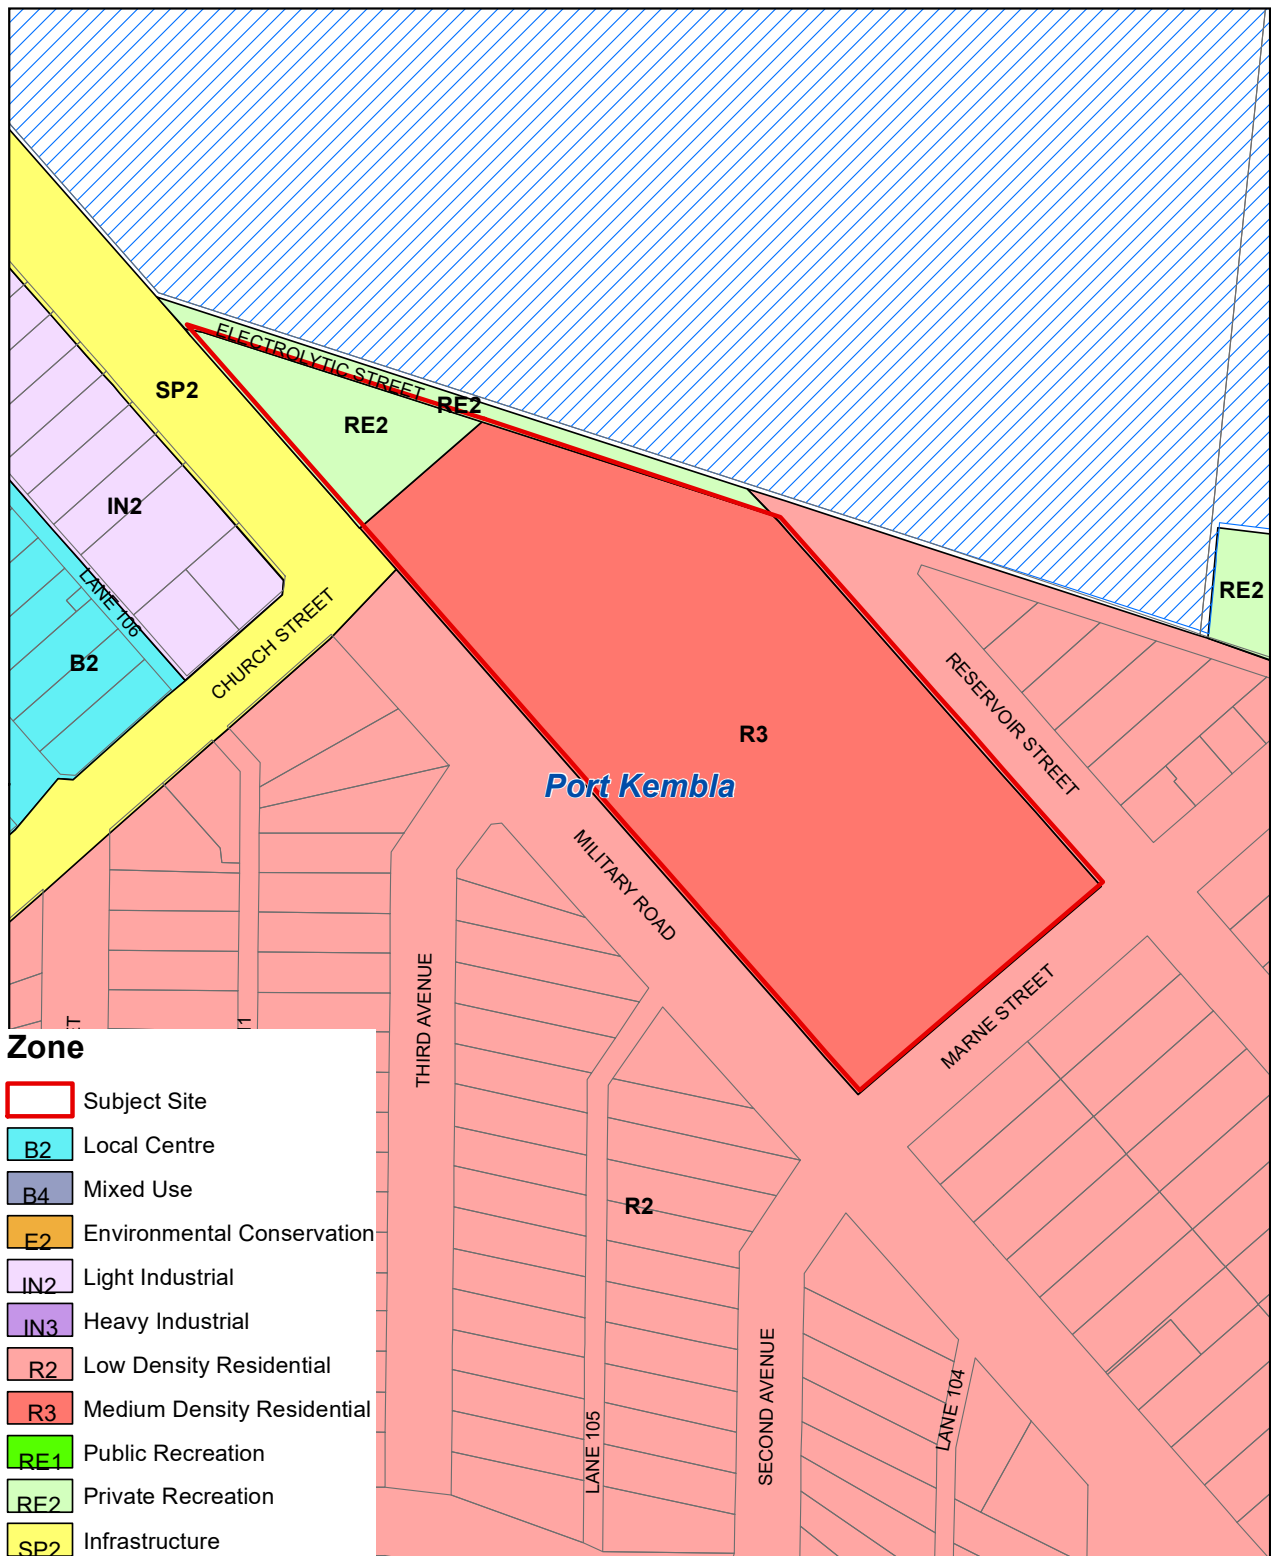 ELECTROLYTIC STREET
SP2
RE2
RE2
IN2
LANE 106
B2
CHURCH STREET
RE2
RESERVOIR STREET
R3
Port Kembla
MILITARY ROAD
MARNE STREET
THIRD AVENUE
R2
SECOND AVENUE
LANE 105
LANE 104
Zone
Subject Site
B2 Local Centre
B4 Mixed Use
E2 Environmental Conservation
IN2 Light Industrial
IN3 Heavy Industrial
R2 Low Density Residential
R3 Medium Density Residential
RE1 Public Recreation
RE2 Private Recreation
SP2 Infrastructure